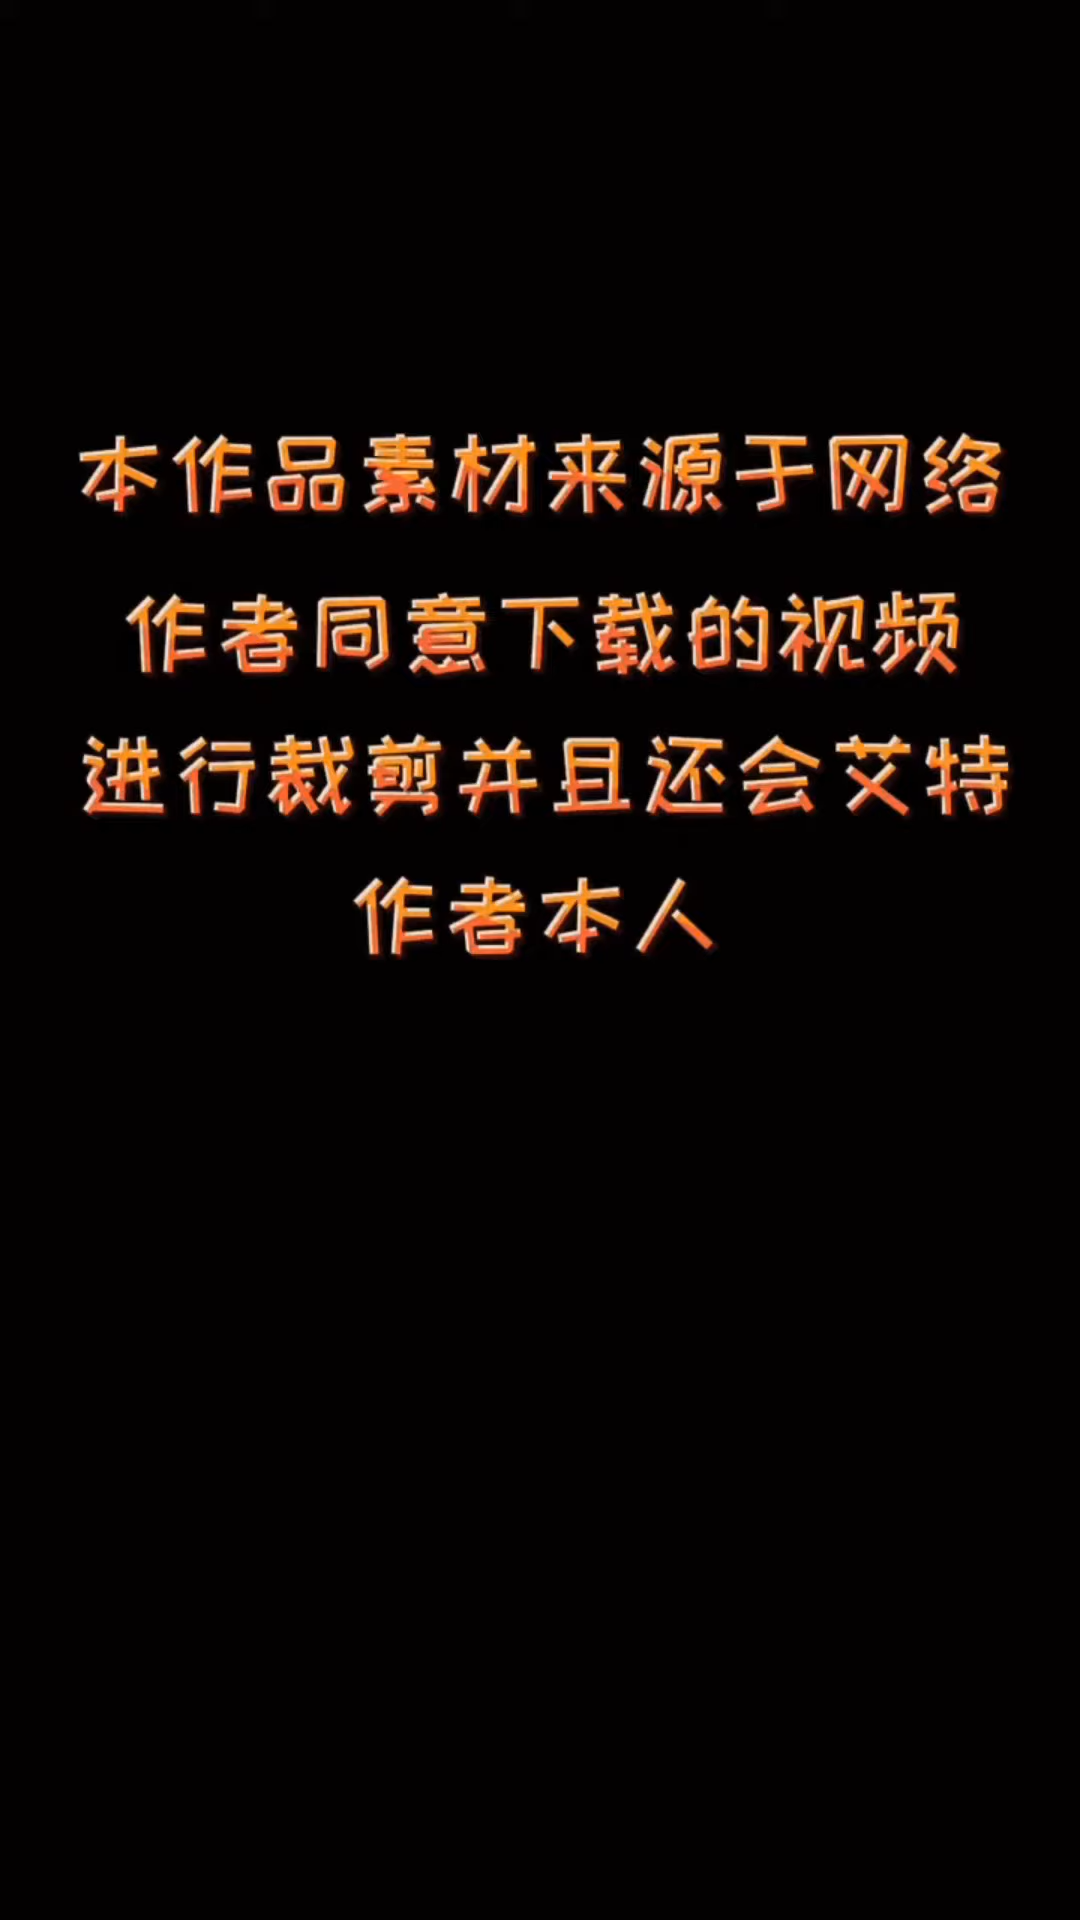 本作品素材来源于网络
作者同意下载的视频
进行裁剪并且还会艾特
作者本人